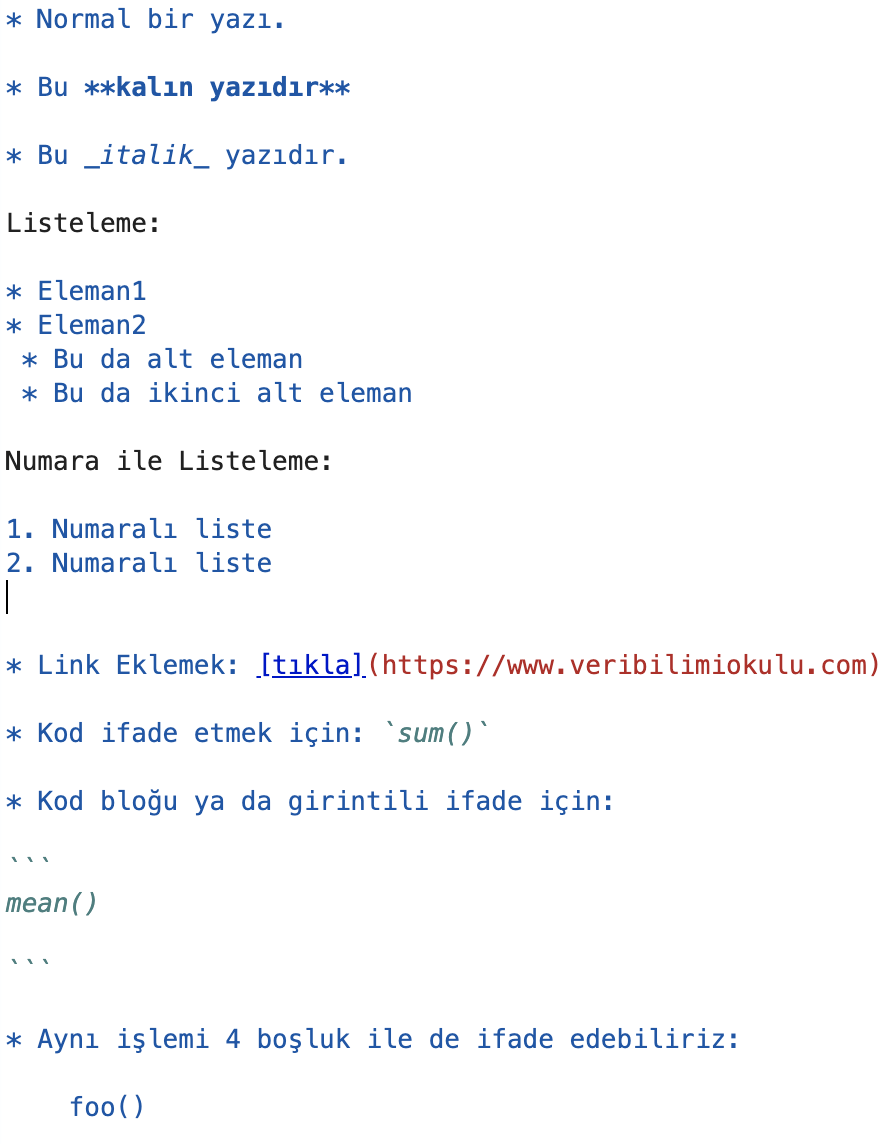 * Normal bir yazı.
* Bu **kalın yazıdır**
* Bu _italik_ yazıdır.
Listeleme:
* Eleman1
* Eleman2
 * Bu da alt eleman
 * Bu da ikinci alt eleman
Numara ile Listeleme:
1. Numaralı liste
2. Numaralı liste
* Link Eklemek: [tıkla](https://www.veribilimiokulu.com)
* Kod ifade etmek için: `sum()`
* Kod bloğu ya da girintili ifade için:
```
mean()
```
* Aynı işlemi 4 boşluk ile de ifade edebiliriz:
    foo()